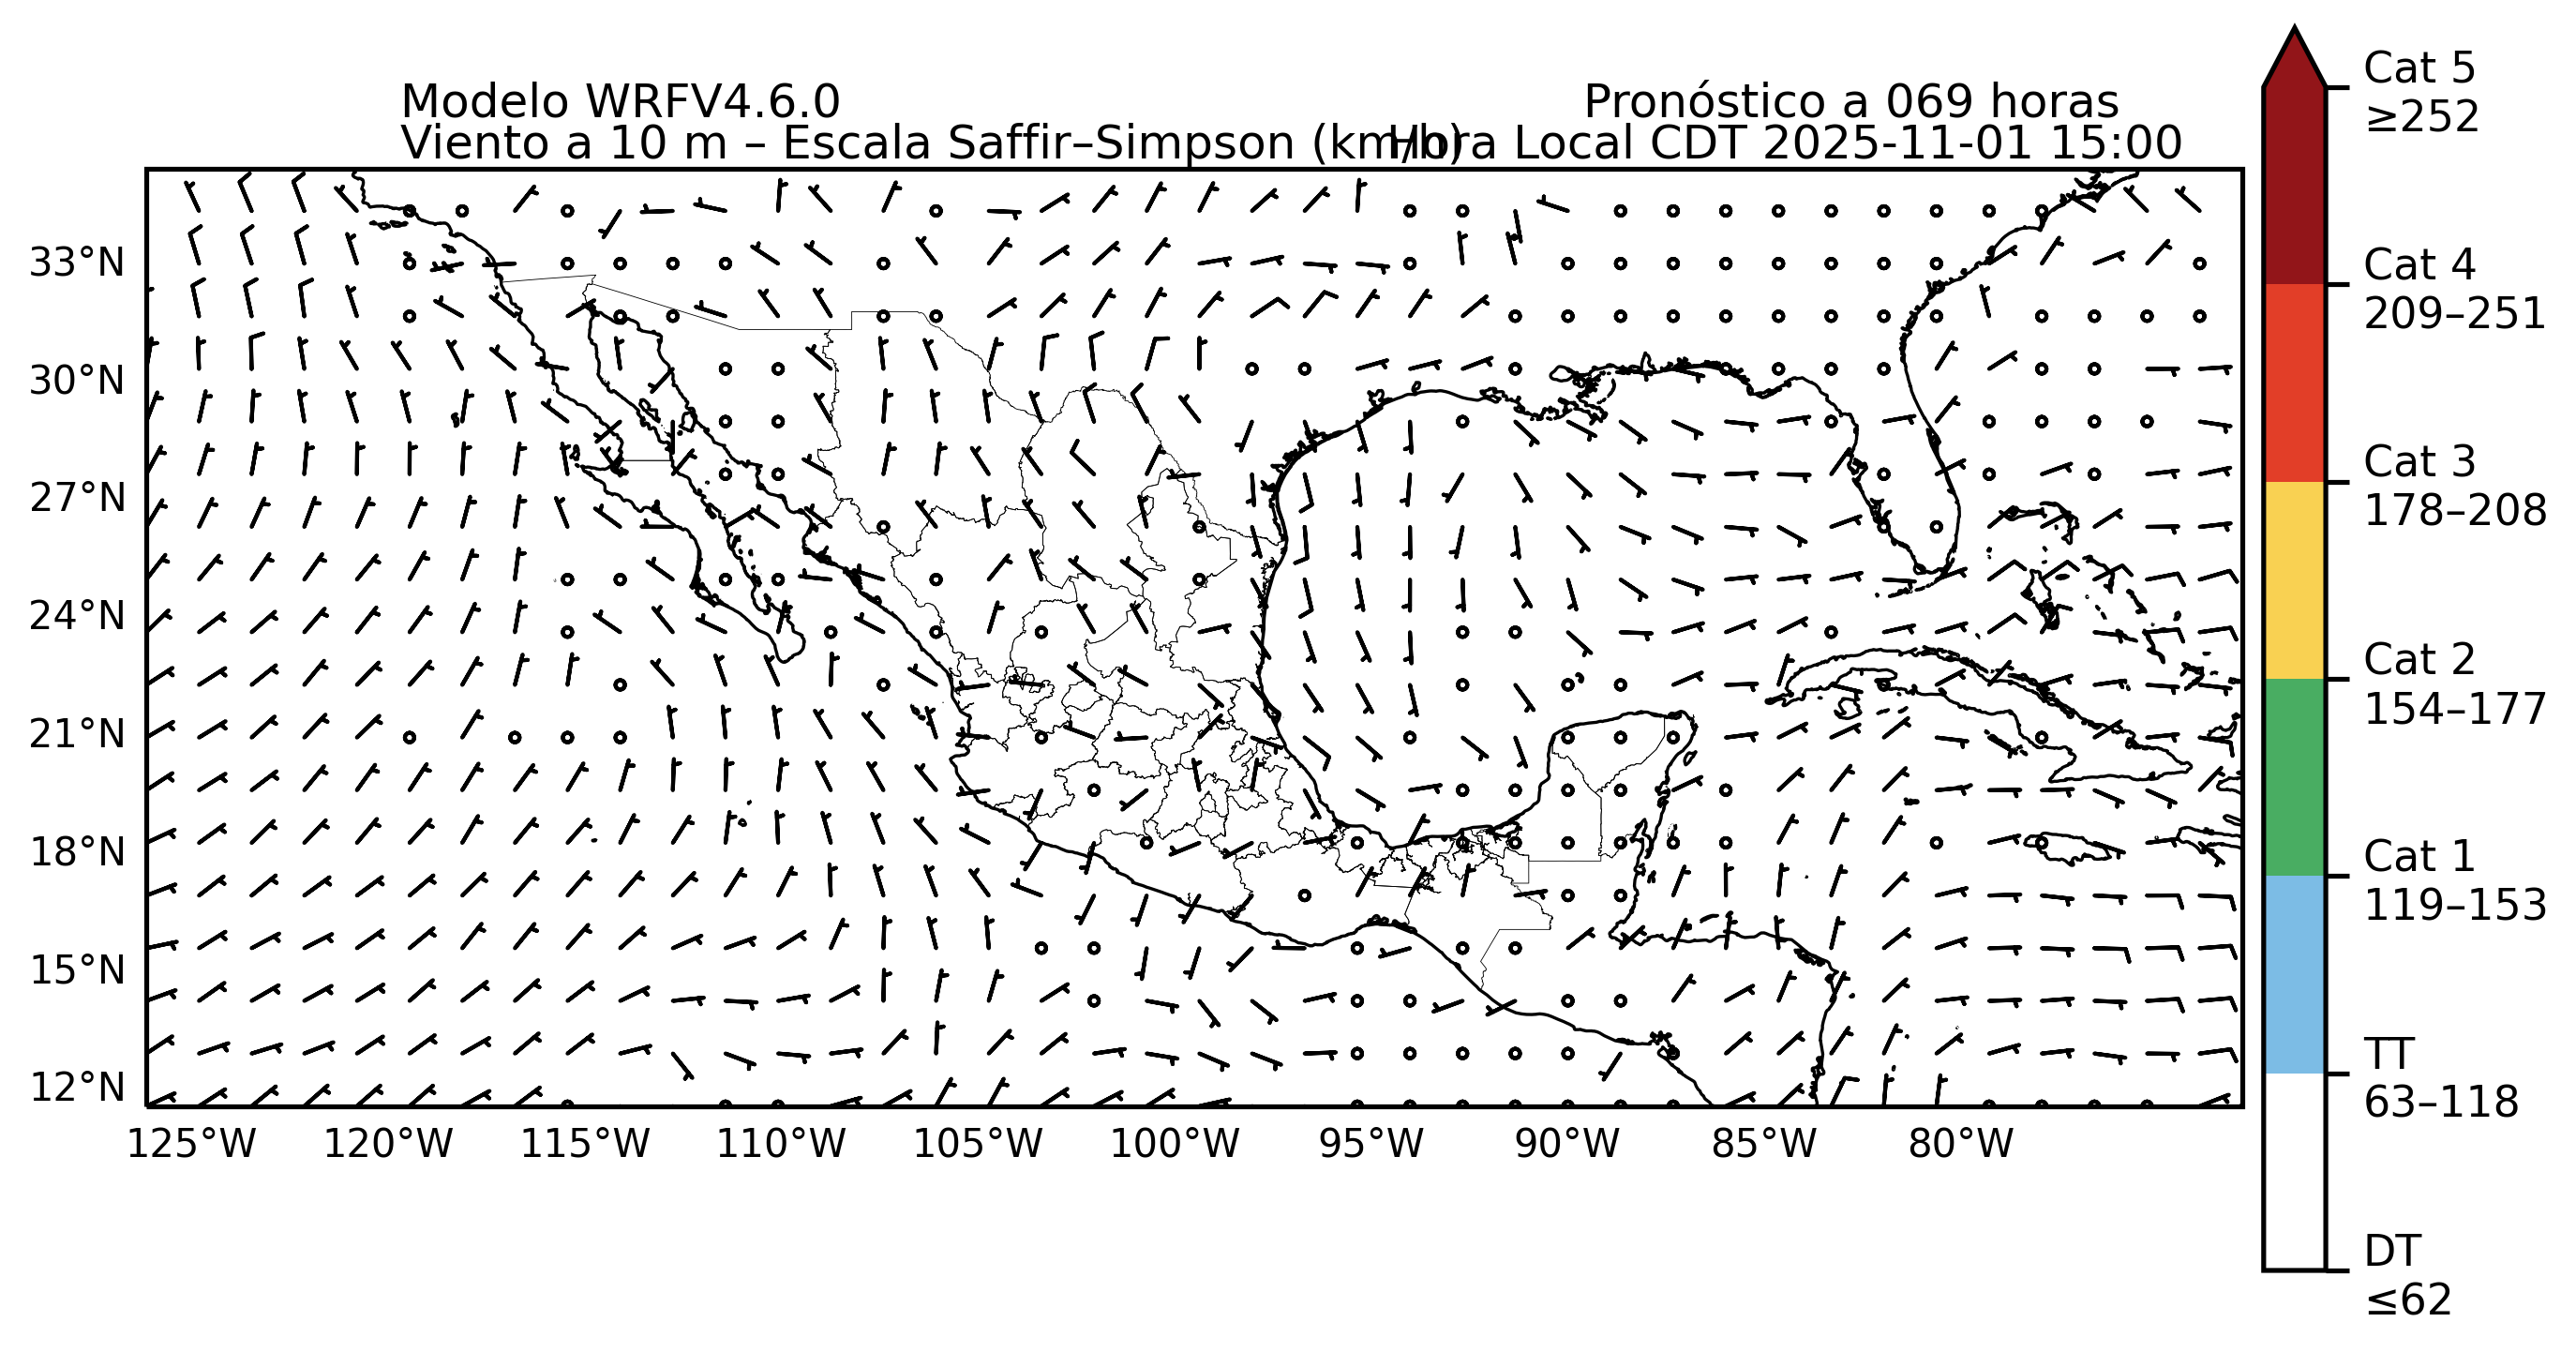 Modelo WRFV4.6.0
Pronóstico a 069 horas
Viento a 10 m – Escala Saffir–Simpson (km/h)
Hora Local CDT 2025-11-01 15:00
33°N
30°N
27°N
24°N
21°N
18°N
15°N
12°N
125°W
120°W
115°W
110°W
105°W
100°W
95°W
90°W
85°W
80°W
Cat 5
≥252
Cat 4
209–251
Cat 3
178–208
Cat 2
154–177
Cat 1
119–153
TT
63–118
DT
≤62